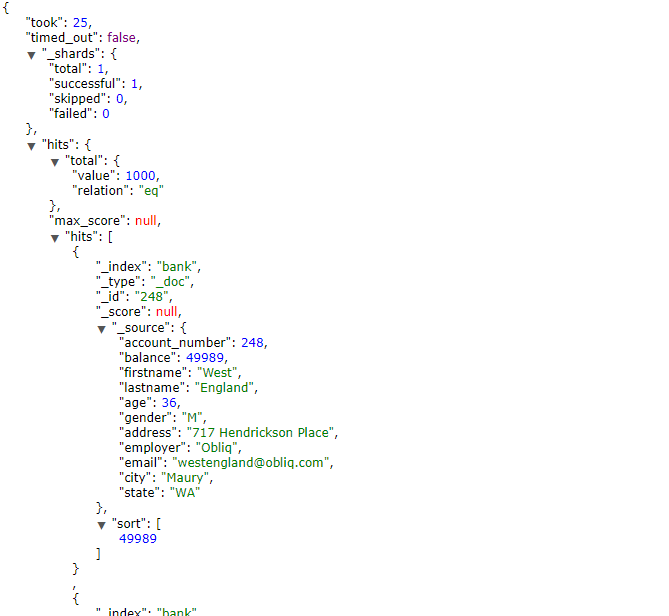 {
"took": 25,
"timed_out": false,
▼ "_shards": {
"total": 1,
"successful": 1,
"skipped": 0,
"failed": 0
},
▼ "hits": {
▼ "total": {
"value": 1000,
"relation": "eq"
},
"max_score": null,
▼ "hits": [
{
"_index": "bank",
"_type": "_doc",
"_id": "248",
"_score": null,
▼ "_source": {
"account_number": 248,
"balance": 49989,
"firstname": "West",
"lastname": "England",
"age": 36,
"gender": "M",
"address": "717 Hendrickson Place",
"employer": "Obliq",
"email": "westengland@obliq.com",
"city": "Maury",
"state": "WA"
},
▼ "sort": [
49989
]
}
,
{
"_index": "bank"